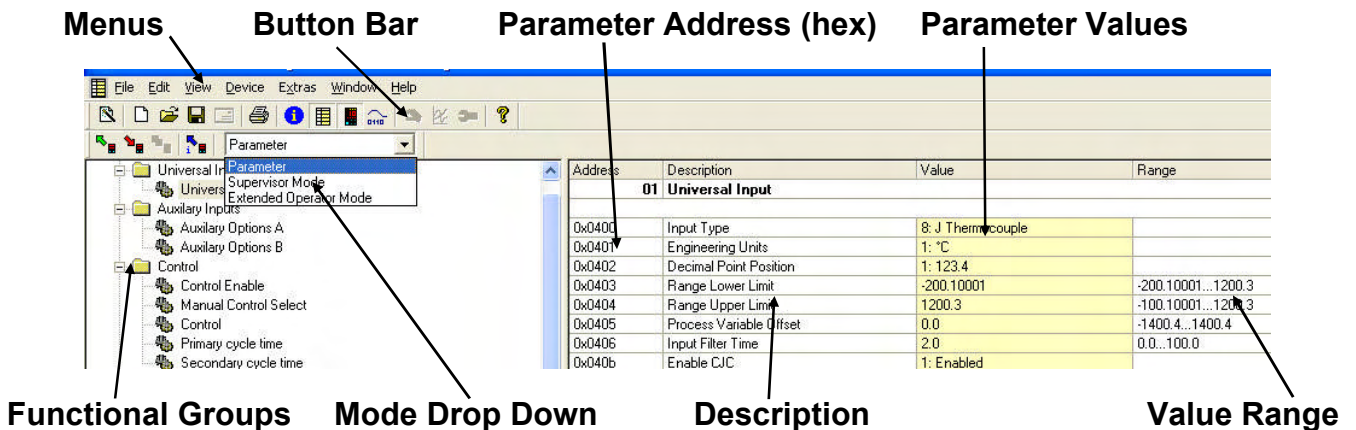 Menus Button Bar Parameter Address (hex) Parameter Values
File Edit View Device Extras Window Help
Parameter
Parameter
Supervisor Mode
Extended Operator Mode
Universal In
Univers
Auxilary Inputs
Auxilary Options A
Auxilary Options B
Control
Control Enable
Manual Control Select
Control
Primary cycle time
Secondary cycle time
Address Description Value Range
01 Universal Input
0x0400 Input Type 8: J Thermocouple
0x0401 Engineering Units 1: °C
0x0402 Decimal Point Position 1: 123.4
0x0403 Range Lower Limit -200.10001 -200.10001...1200.3
0x0404 Range Upper Limit 1200.3 -100.10001...1200.3
0x0405 Process Variable Offset 0.0 -1400.4...1400.4
0x0406 Input Filter Time 2.0 0.0...100.0
0x040b Enable CJC 1: Enabled
Functional Groups Mode Drop Down Description Value Range